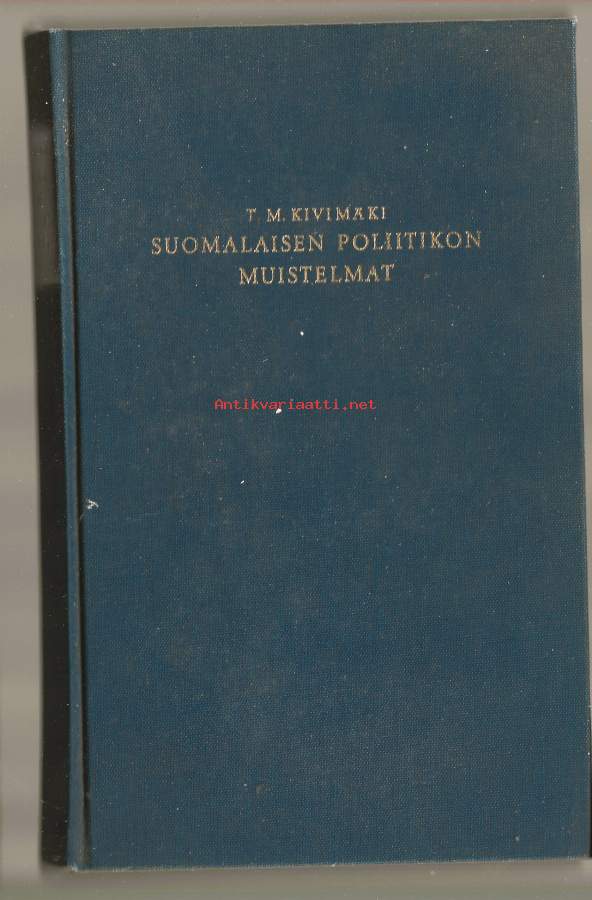 T. M. KIVIMÄKI
SUOMALAISEN POLIITIKON
MUISTELMAT
Antikvariaatti.net